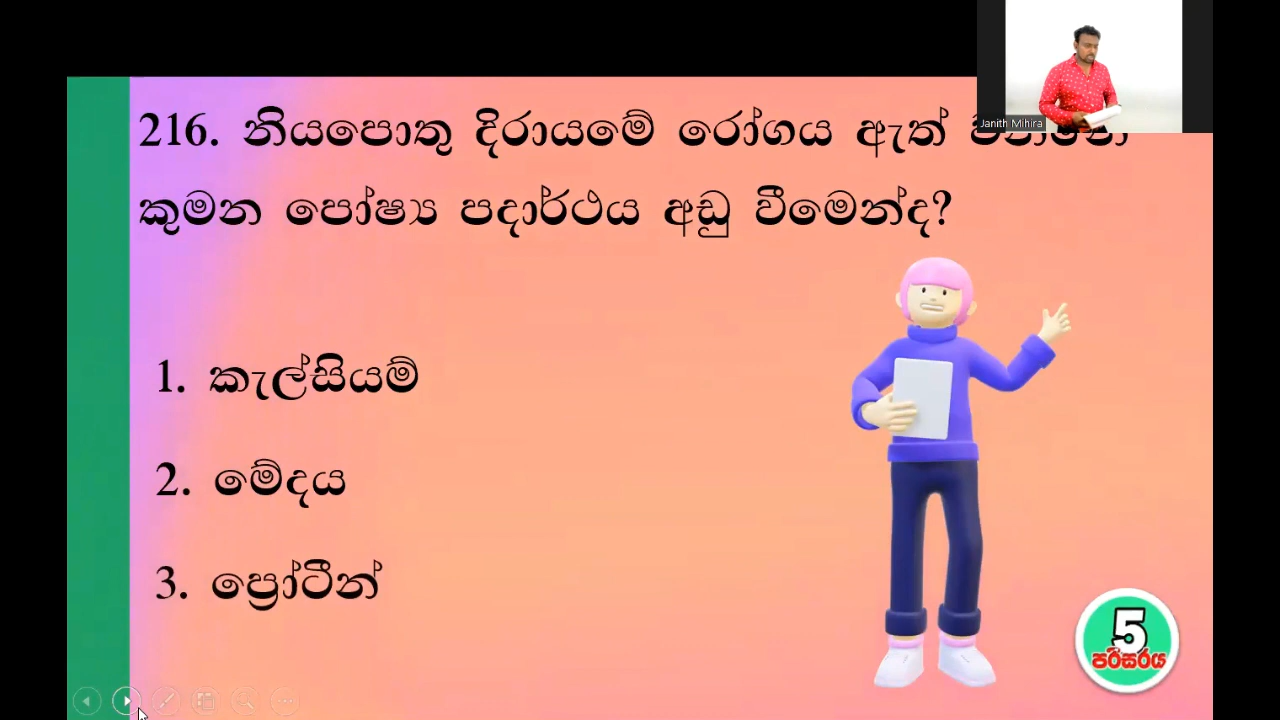 216. නියපොතු දිරායමේ රෝගය ඇත්
කුමන පෝෂ්‍ය පදාර්ථය අඩු වීමෙන්ද?
1. කැල්සියම්
2. මේදය
3. ප්‍රෝටීන්
Janith Mihira
5
පරිසරය